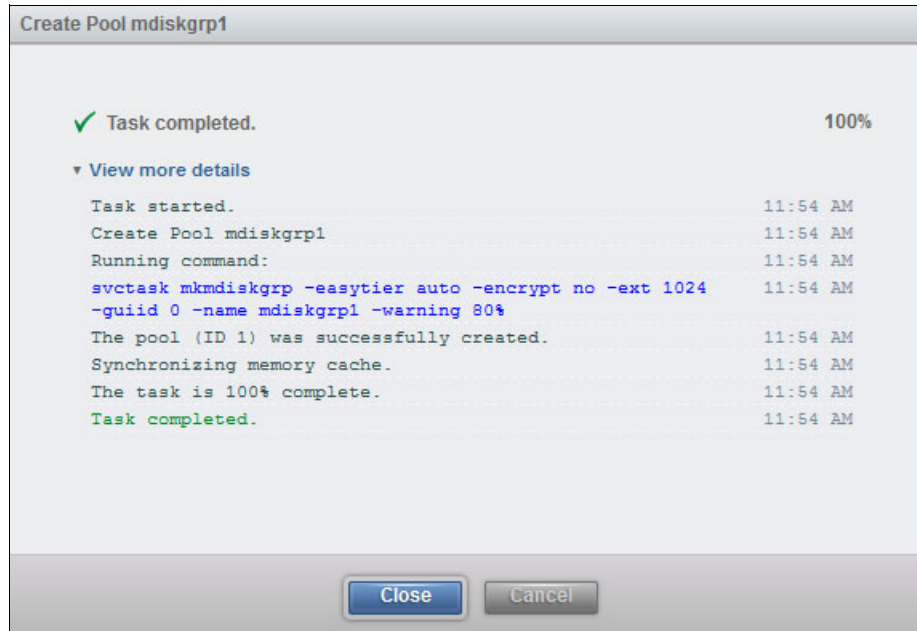 Create Pool mdiskgrp1
Task completed. 100%
View more details
Task started. 11:54 AM
Create Pool mdiskgrp1 11:54 AM
Running command: 11:54 AM
svctask mkmdiskgrp -easytier auto -encrypt no -ext 1024 11:54 AM
-guiid 0 -name mdiskgrp1 -warning 80%
The pool (ID 1) was successfully created. 11:54 AM
Synchronizing memory cache. 11:54 AM
The task is 100% complete. 11:54 AM
Task completed. 11:54 AM
Close Cancel